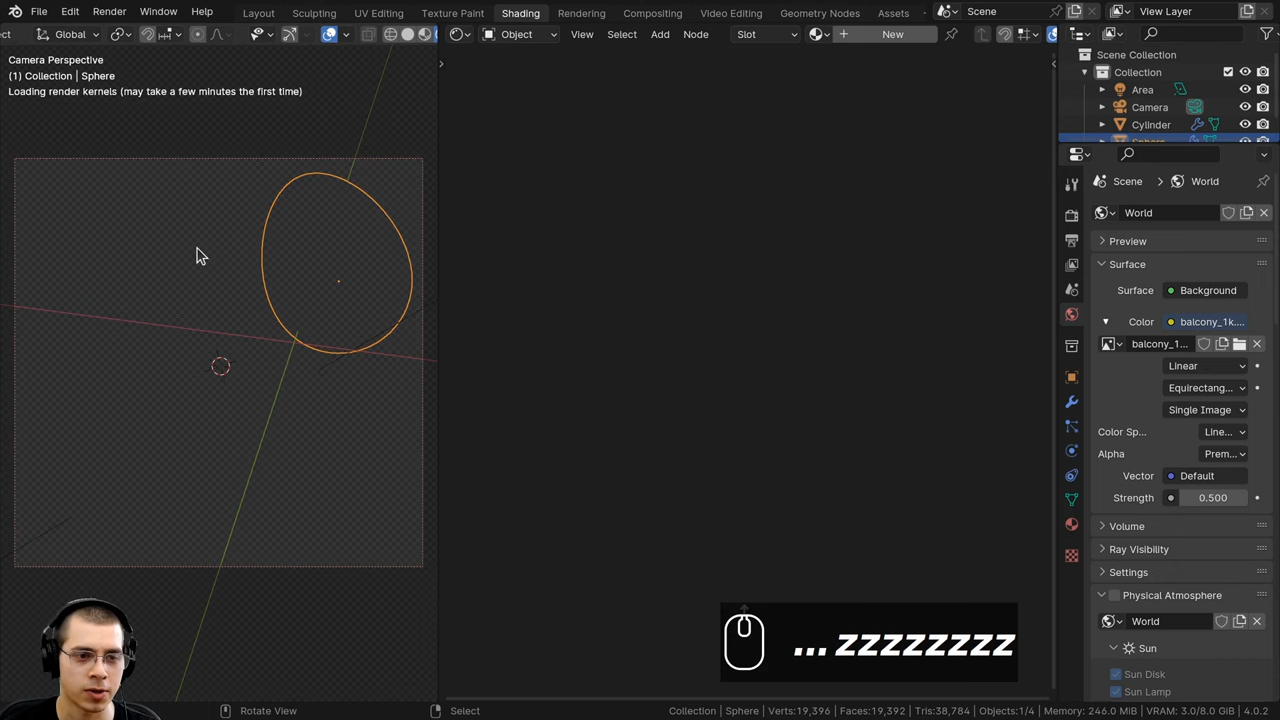 File Edit Render Window Help Layout Sculpting UV Editing Texture Paint Shading Rendering Compositing Video Editing Geometry Nodes Assets Scene View Layer
ect Global Object View Select Add Node Slot New
Camera Perspective
(1) Collection | Sphere
Loading render kernels (may take a few minutes the first time)
Scene Collection
Collection
Area
Camera
Cylinder
Sphere
Scene > World
World
Preview
Surface
Surface Background
Color balcony_1k....
balcony_1...
Linear
Equirectang...
Single Image
Color Sp... Line...
Alpha Prem...
Vector Default
Strength 0.500
Volume
Ray Visibility
Settings
Physical Atmosphere
World
Sun
Sun Disk
Sun Lamp
... ZZZZZZZZ
Rotate View Select Collection | Sphere Verts:19,396 | Faces:19,392 | Tris:38,784 | Objects:1/4 | Memory: 246.0 MiB | VRAM: 3.0/8.0 GiB | 4.0.2